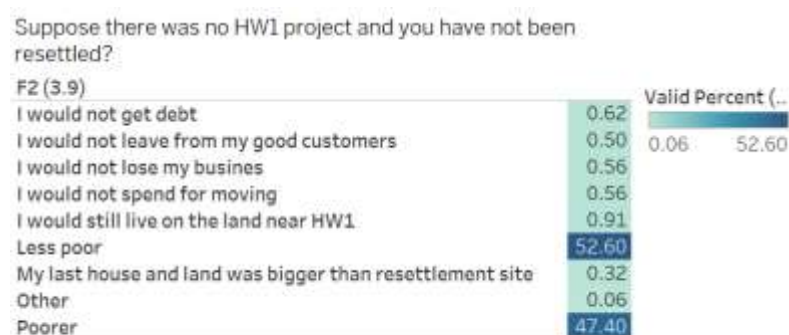 Suppose there was no HW1 project and you have not been
resettled?
F2 (3.9)
I would not get debt 0.62
I would not leave from my good customers 0.50
I would not lose my busines 0.56
I would not spend for moving 0.56
I would still live on the land near HW1 0.91
Less poor 52.60
My last house and land was bigger than resettlement site 0.32
Other 0.06
Poorer 47.40
Valid Percent (..
0.06 52.60